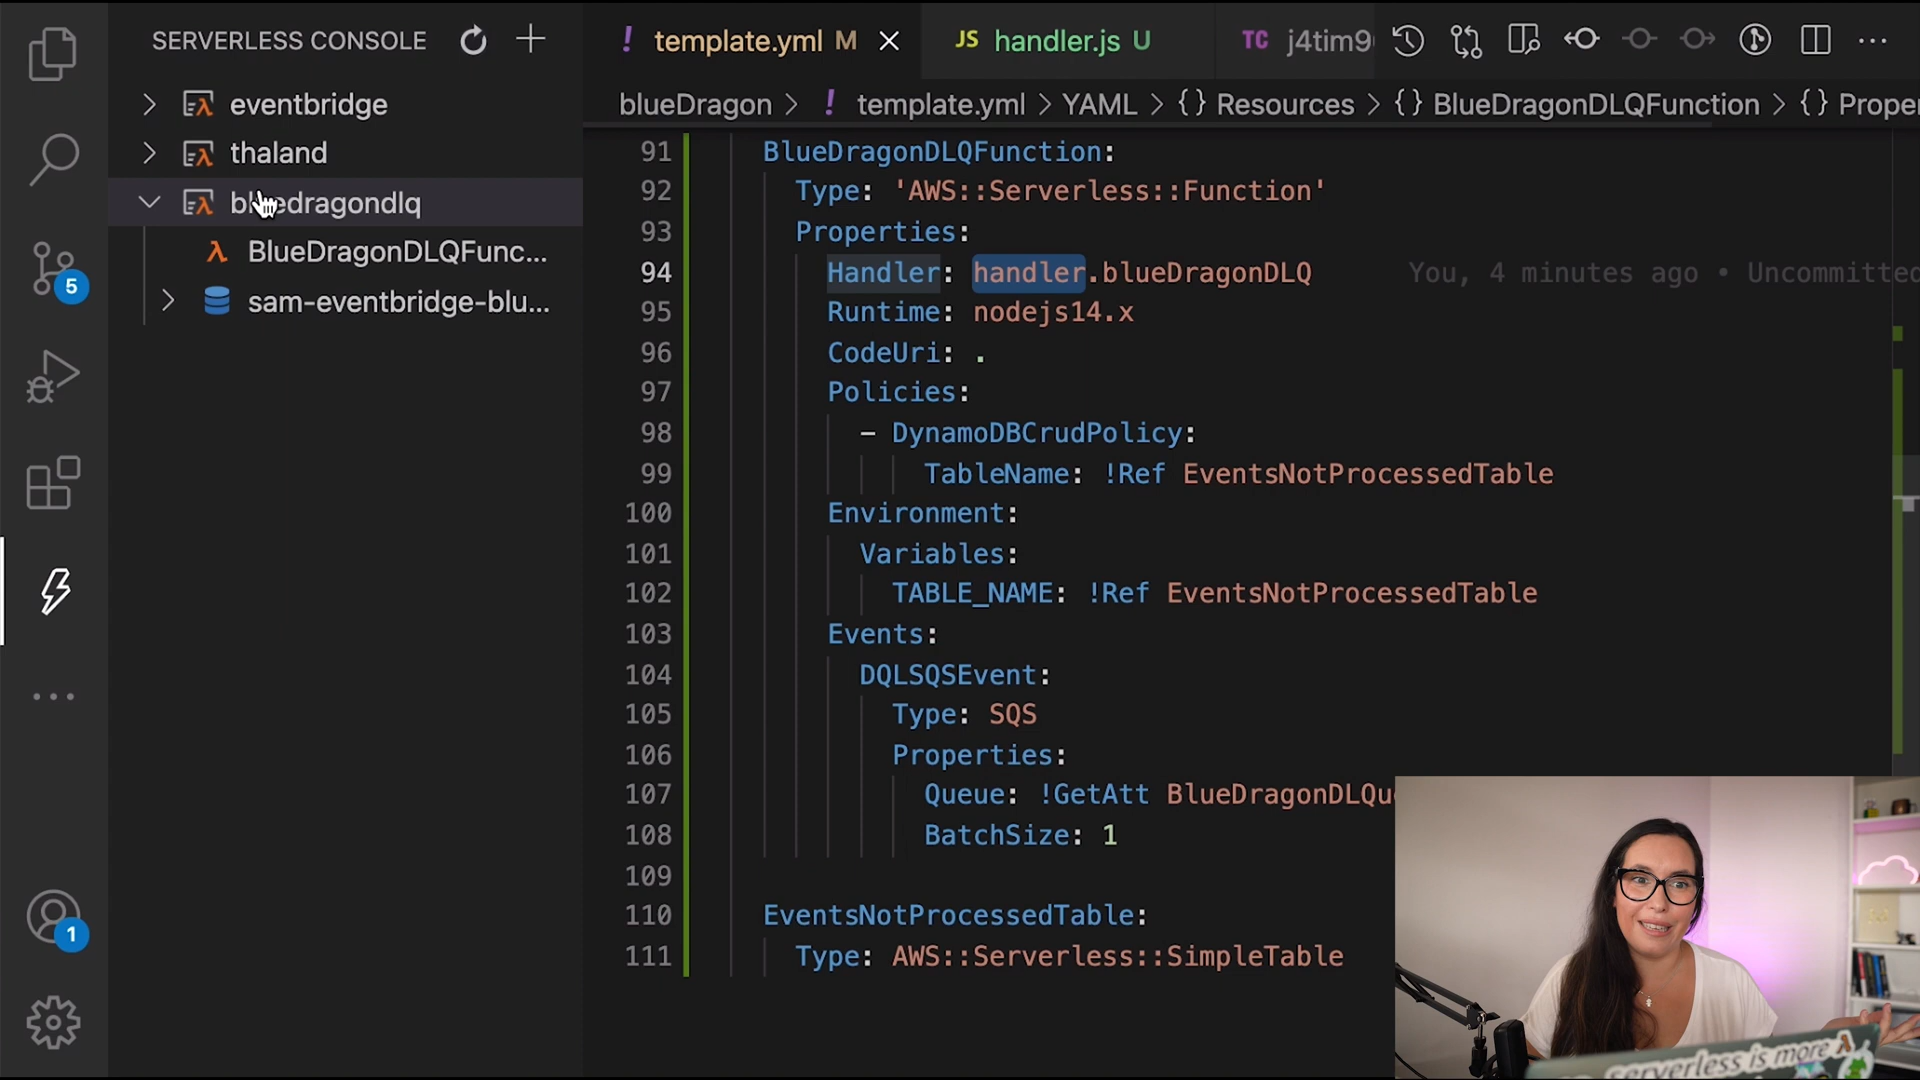 SERVERLESS CONSOLE
eventbridge
thaland
bluedragondlq
BlueDragonDLQFunc...
sam-eventbridge-blu...
5
1
! template.yml M
JS handler.js U
TC j4tim9
blueDragon > ! template.yml > YAML > {} Resources > {} BlueDragonDLQFunction > {} Proper
91 BlueDragonDLQFunction:
92 Type: 'AWS::Serverless::Function'
93 Properties:
94 Handler: handler.blueDragonDLQ You, 4 minutes ago • Uncommitted
95 Runtime: nodejs14.x
96 CodeUri: .
97 Policies:
98 - DynamoDBCrudPolicy:
99 TableName: !Ref EventsNotProcessedTable
100 Environment:
101 Variables:
102 TABLE_NAME: !Ref EventsNotProcessedTable
103 Events:
104 DQLSQSEvent:
105 Type: SQS
106 Properties:
107 Queue: !GetAtt BlueDragonDLQu
108 BatchSize: 1
109
110 EventsNotProcessedTable:
111 Type: AWS::Serverless::SimpleTable
serverless is more λ